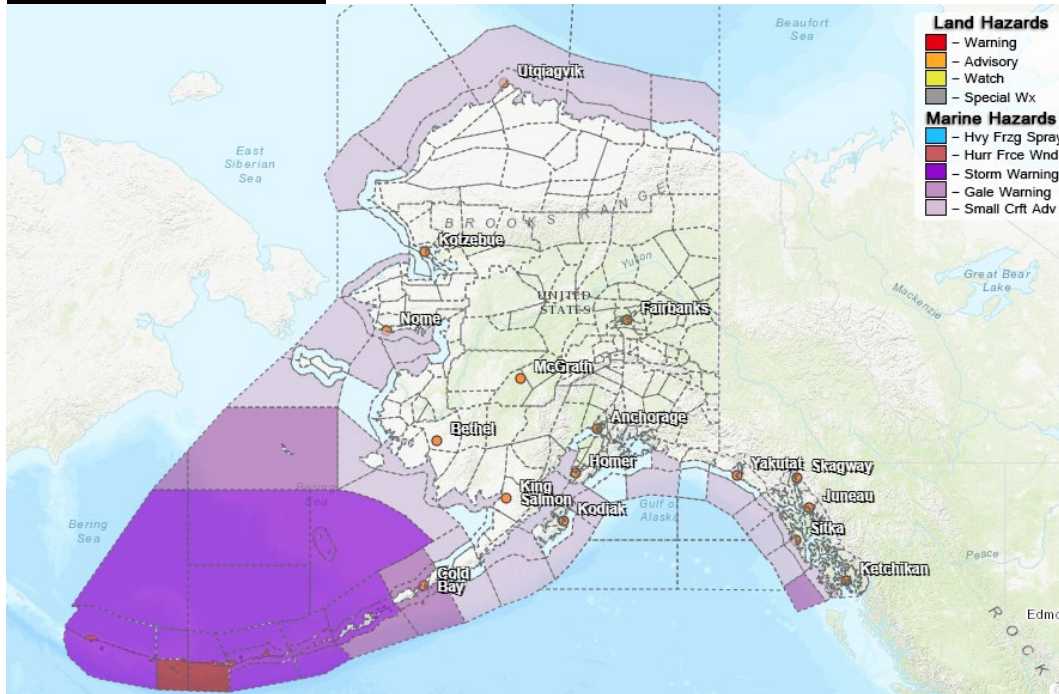 Beaufort
Sea
Land Hazards
– Warning
– Advisory
– Watch
– Special Wx
Marine Hazards
– Hvy Frzg Spray
– Hurr Frce Wnd
– Storm Warning
– Gale Warning
– Small Crft Adv
Utqiagvik
East
Siberian
Sea
BROOKS RANGE
Kotzebue
Yukon
Great Bear
Lake
Mackenzie
UNITED
STATES
Fairbanks
Nome
McGrath
Anchorage
Bethel
Homer
Yakutat
Skagway
King
Salmon
Kodiak
Juneau
Gulf of
Alaska
Sitka
Bering
Sea
Bering
Sea
Peace
Cold
Bay
Ketchikan
Edmo
ROCK